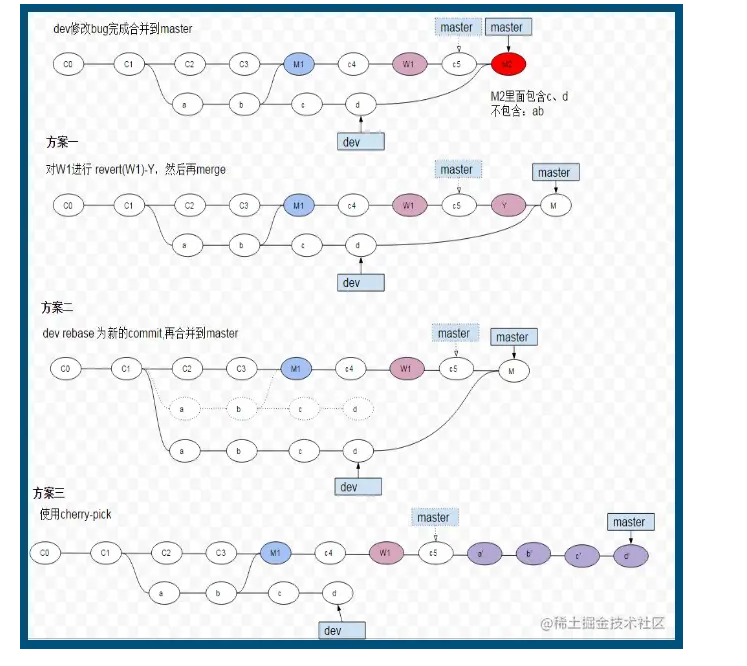 dev修改bug完成合并到master
master master
C0 C1 C2 C3 M1 c4 W1 c5 M2
a b c d
M2里面包含c、d
不包含：ab
dev
方案一
对W1进行 revert(W1)-Y，然后再merge
master master
C0 C1 C2 C3 M1 c4 W1 c5 Y M
a b c d
dev
方案二
dev rebase 为新的commit,再合并到master
master master
C0 C1 C2 C3 M1 c4 W1 c5 M
a b c d
a b c d
dev
方案三
使用cherry-pick
master master
C0 C1 C2 C3 M1 c4 W1 c5 a' b' c' d'
a b c d
dev
@稀土掘金技术社区